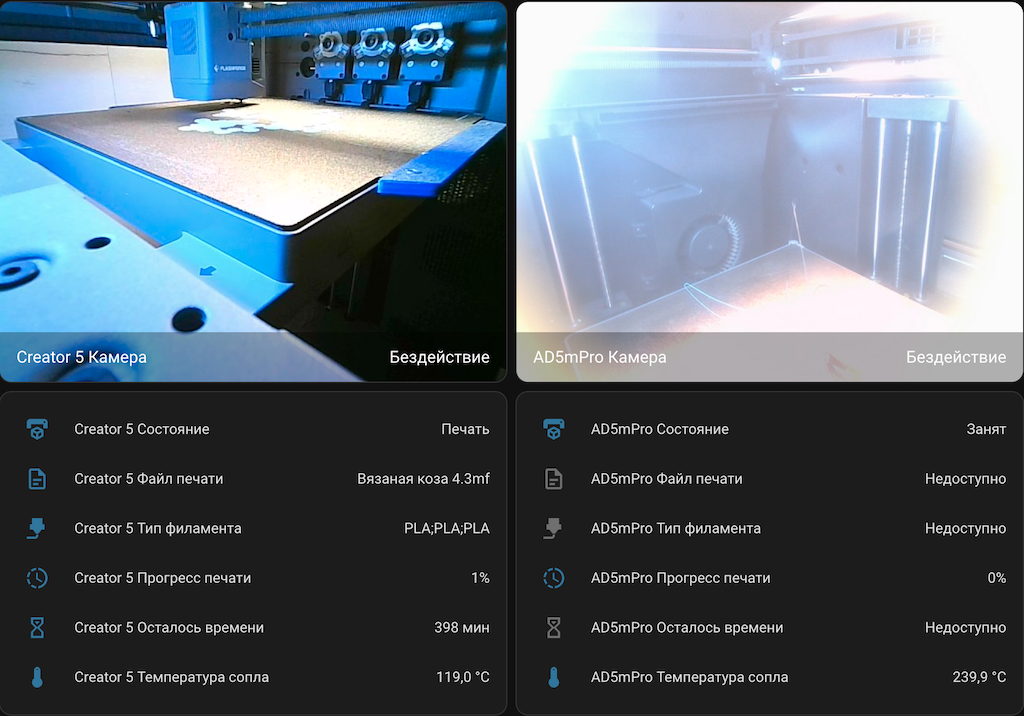 FLASHFORGE
Creator 5 Камера Бездействие
AD5mPro Камера Бездействие
Creator 5 Состояние Печать
Creator 5 Файл печати Вязаная коза 4.3mf
Creator 5 Тип филамента PLA;PLA;PLA
Creator 5 Прогресс печати 1%
Creator 5 Осталось времени 398 мин
Creator 5 Температура сопла 119,0 °C
AD5mPro Состояние Занят
AD5mPro Файл печати Недоступно
AD5mPro Тип филамента Недоступно
AD5mPro Прогресс печати 0%
AD5mPro Осталось времени Недоступно
AD5mPro Температура сопла 239,9 °C